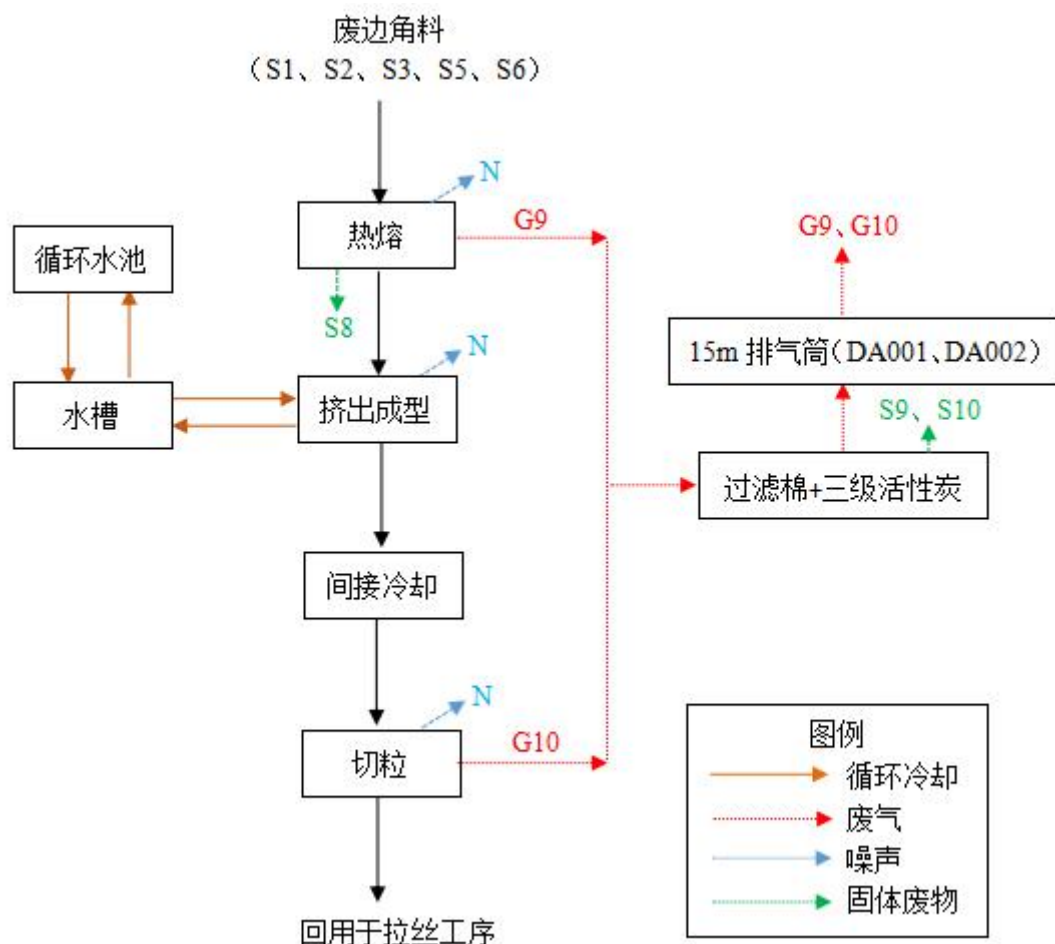 废边角料
（S1、S2、S3、S5、S6）
N
热熔
G9
G9、G10
循环水池
S8
N
15m 排气筒（DA001、DA002）
水槽
挤出成型
S9、S10
过滤棉+三级活性炭
间接冷却
N
切粒
G10
图例
循环冷却
废气
噪声
固体废物
回用于拉丝工序